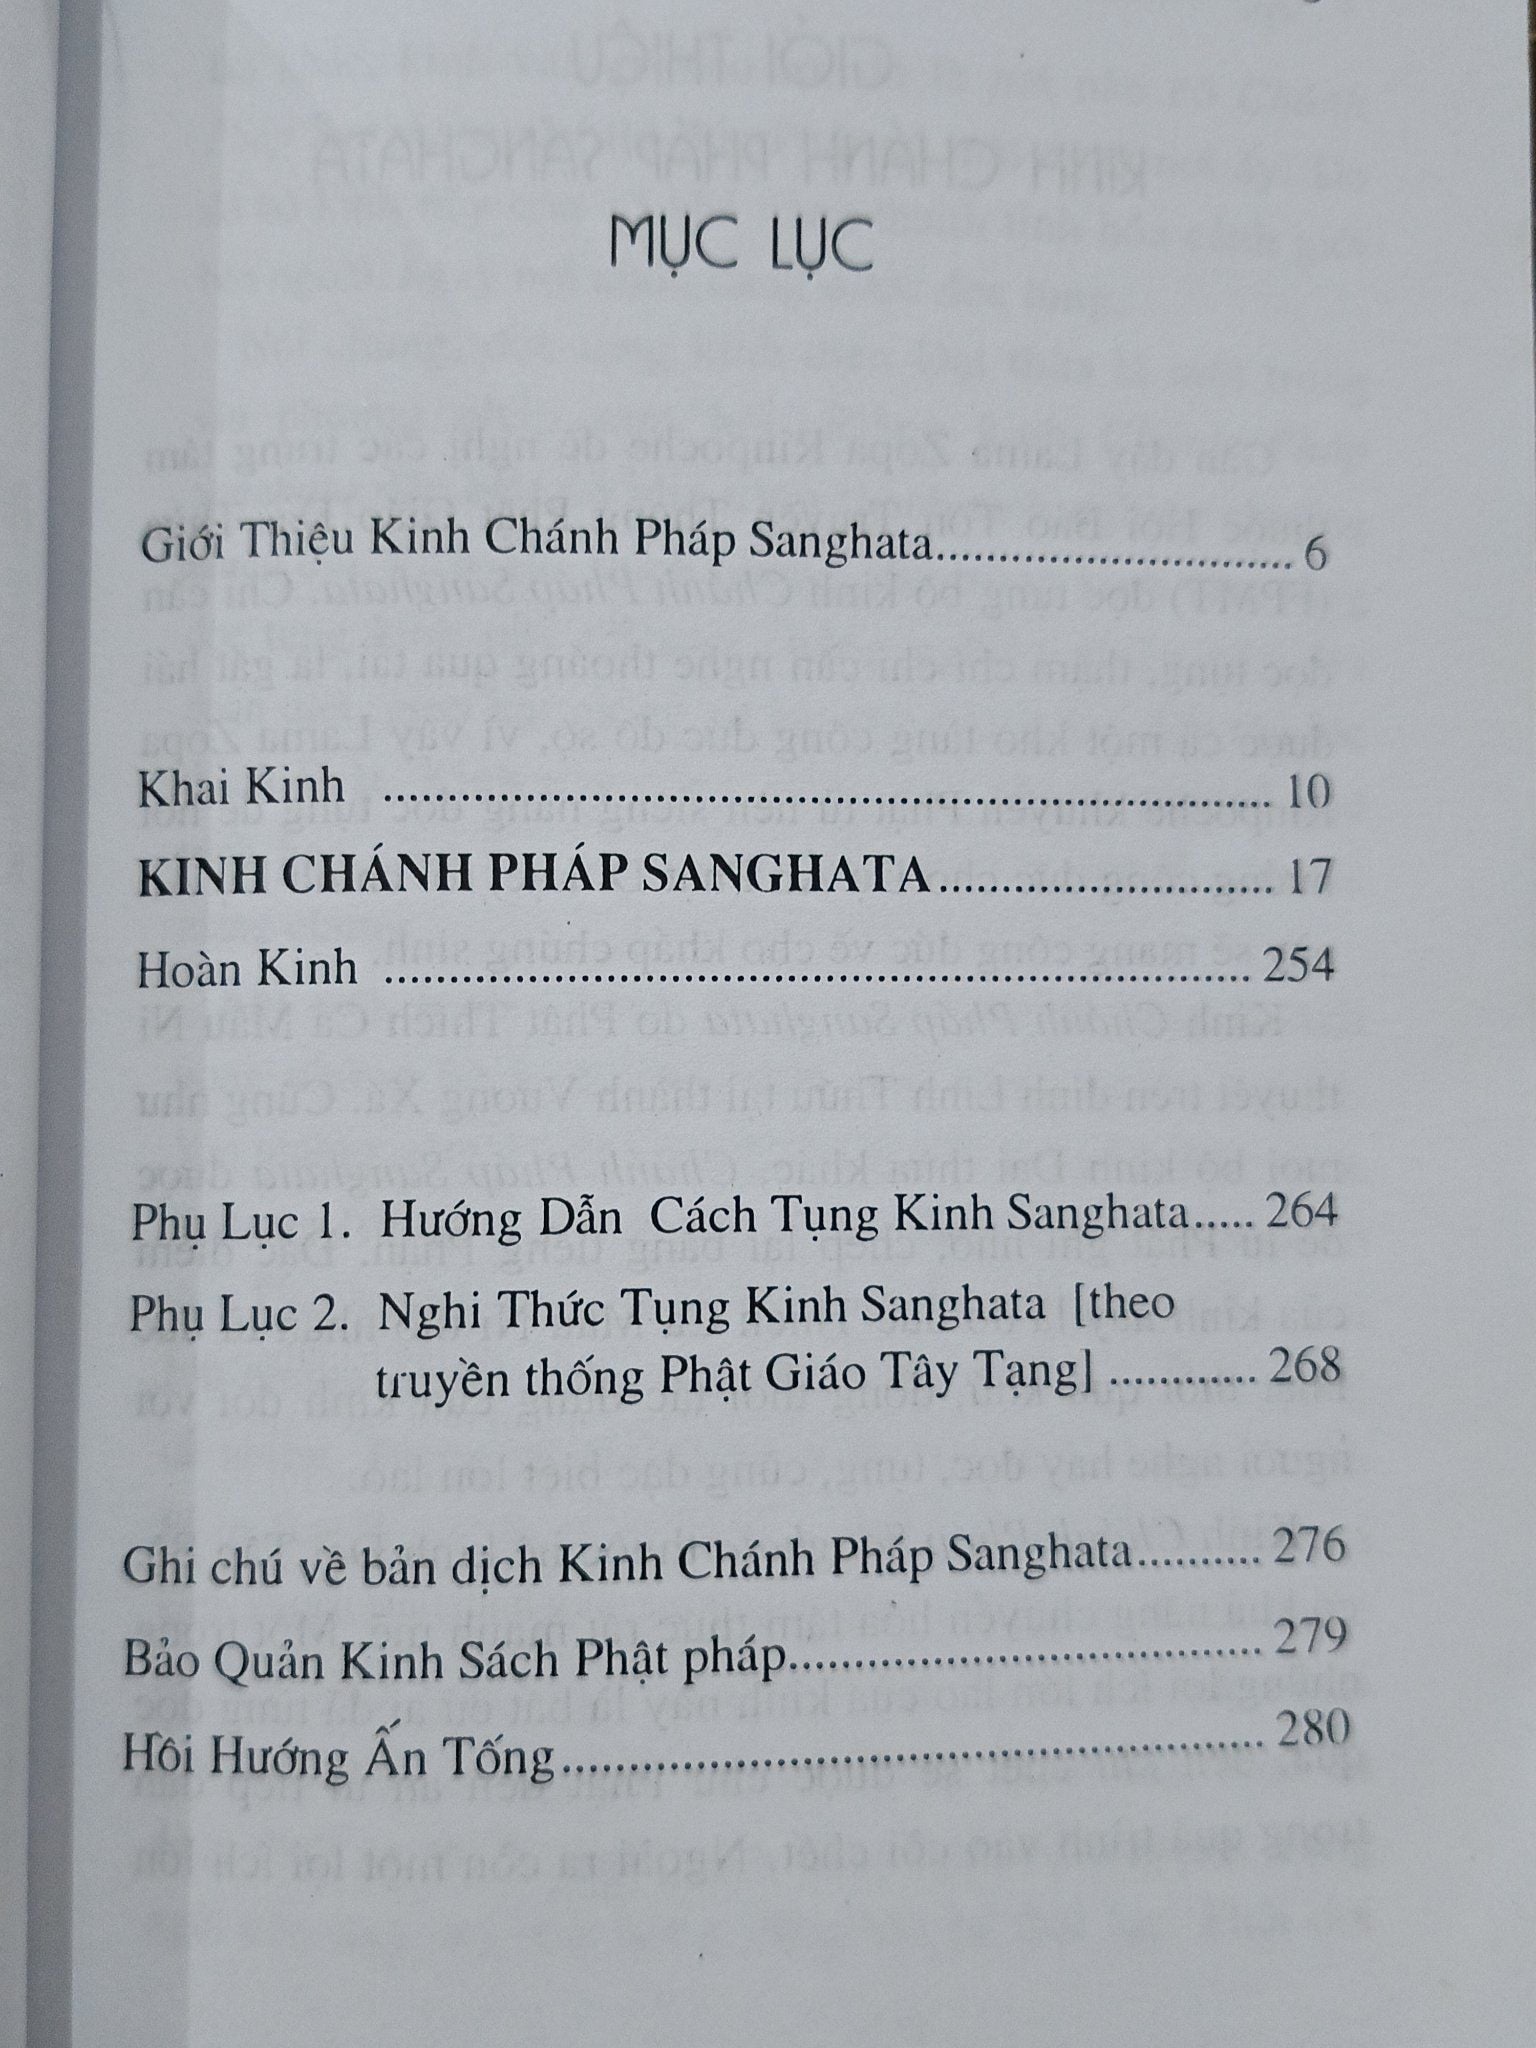 MỤC LỤC
Giới Thiệu Kinh Chánh Pháp Sanghata............................ 6
Khai Kinh ..................................................................... 10
KINH CHÁNH PHÁP SANGHATA.......................... 17
Hoàn Kinh ................................................................... 254
Phụ Lục 1. Hướng Dẫn Cách Tụng Kinh Sanghata..... 264
Phụ Lục 2. Nghi Thức Tụng Kinh Sanghata [theo
truyền thống Phật Giáo Tây Tạng] ............ 268
Ghi chú về bản dịch Kinh Chánh Pháp Sanghata.......... 276
Bảo Quản Kinh Sách Phật pháp..................................... 279
Hồi Hướng Ấn Tống...................................................... 280